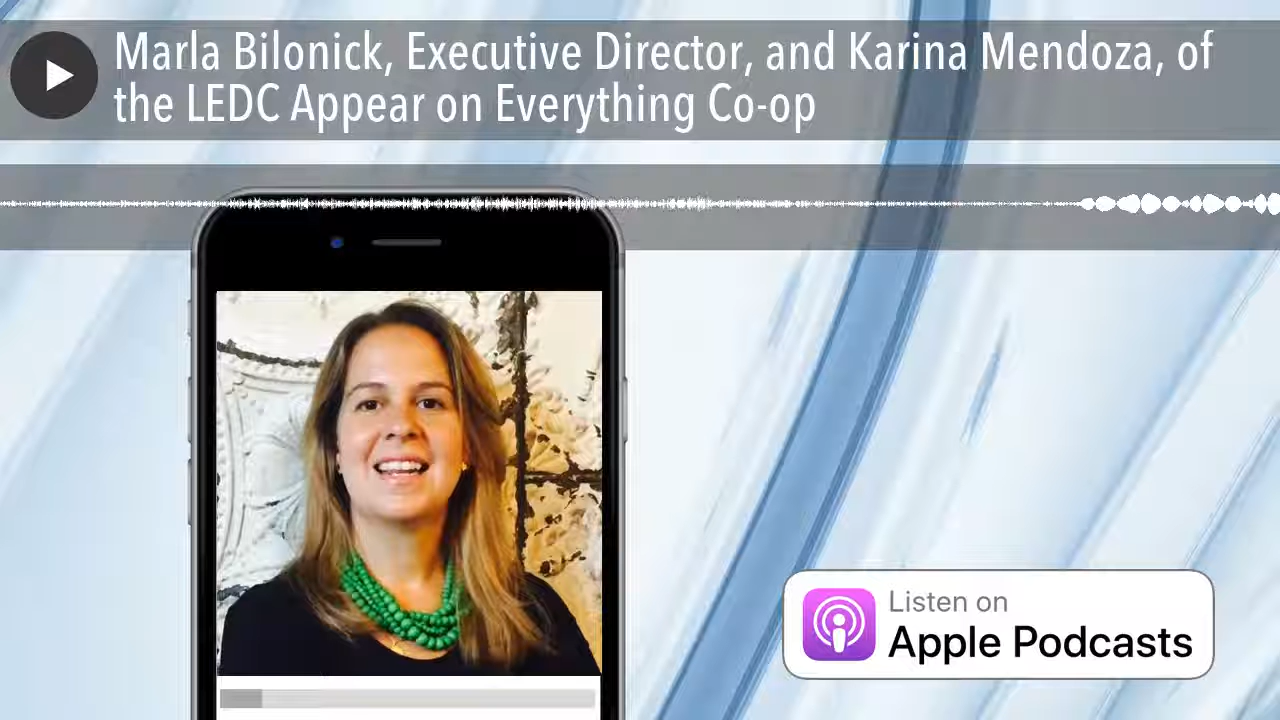 Marla Bilonick, Executive Director, and Karina Mendoza, of
the LEDC Appear on Everything Co-op
Listen on
Apple Podcasts